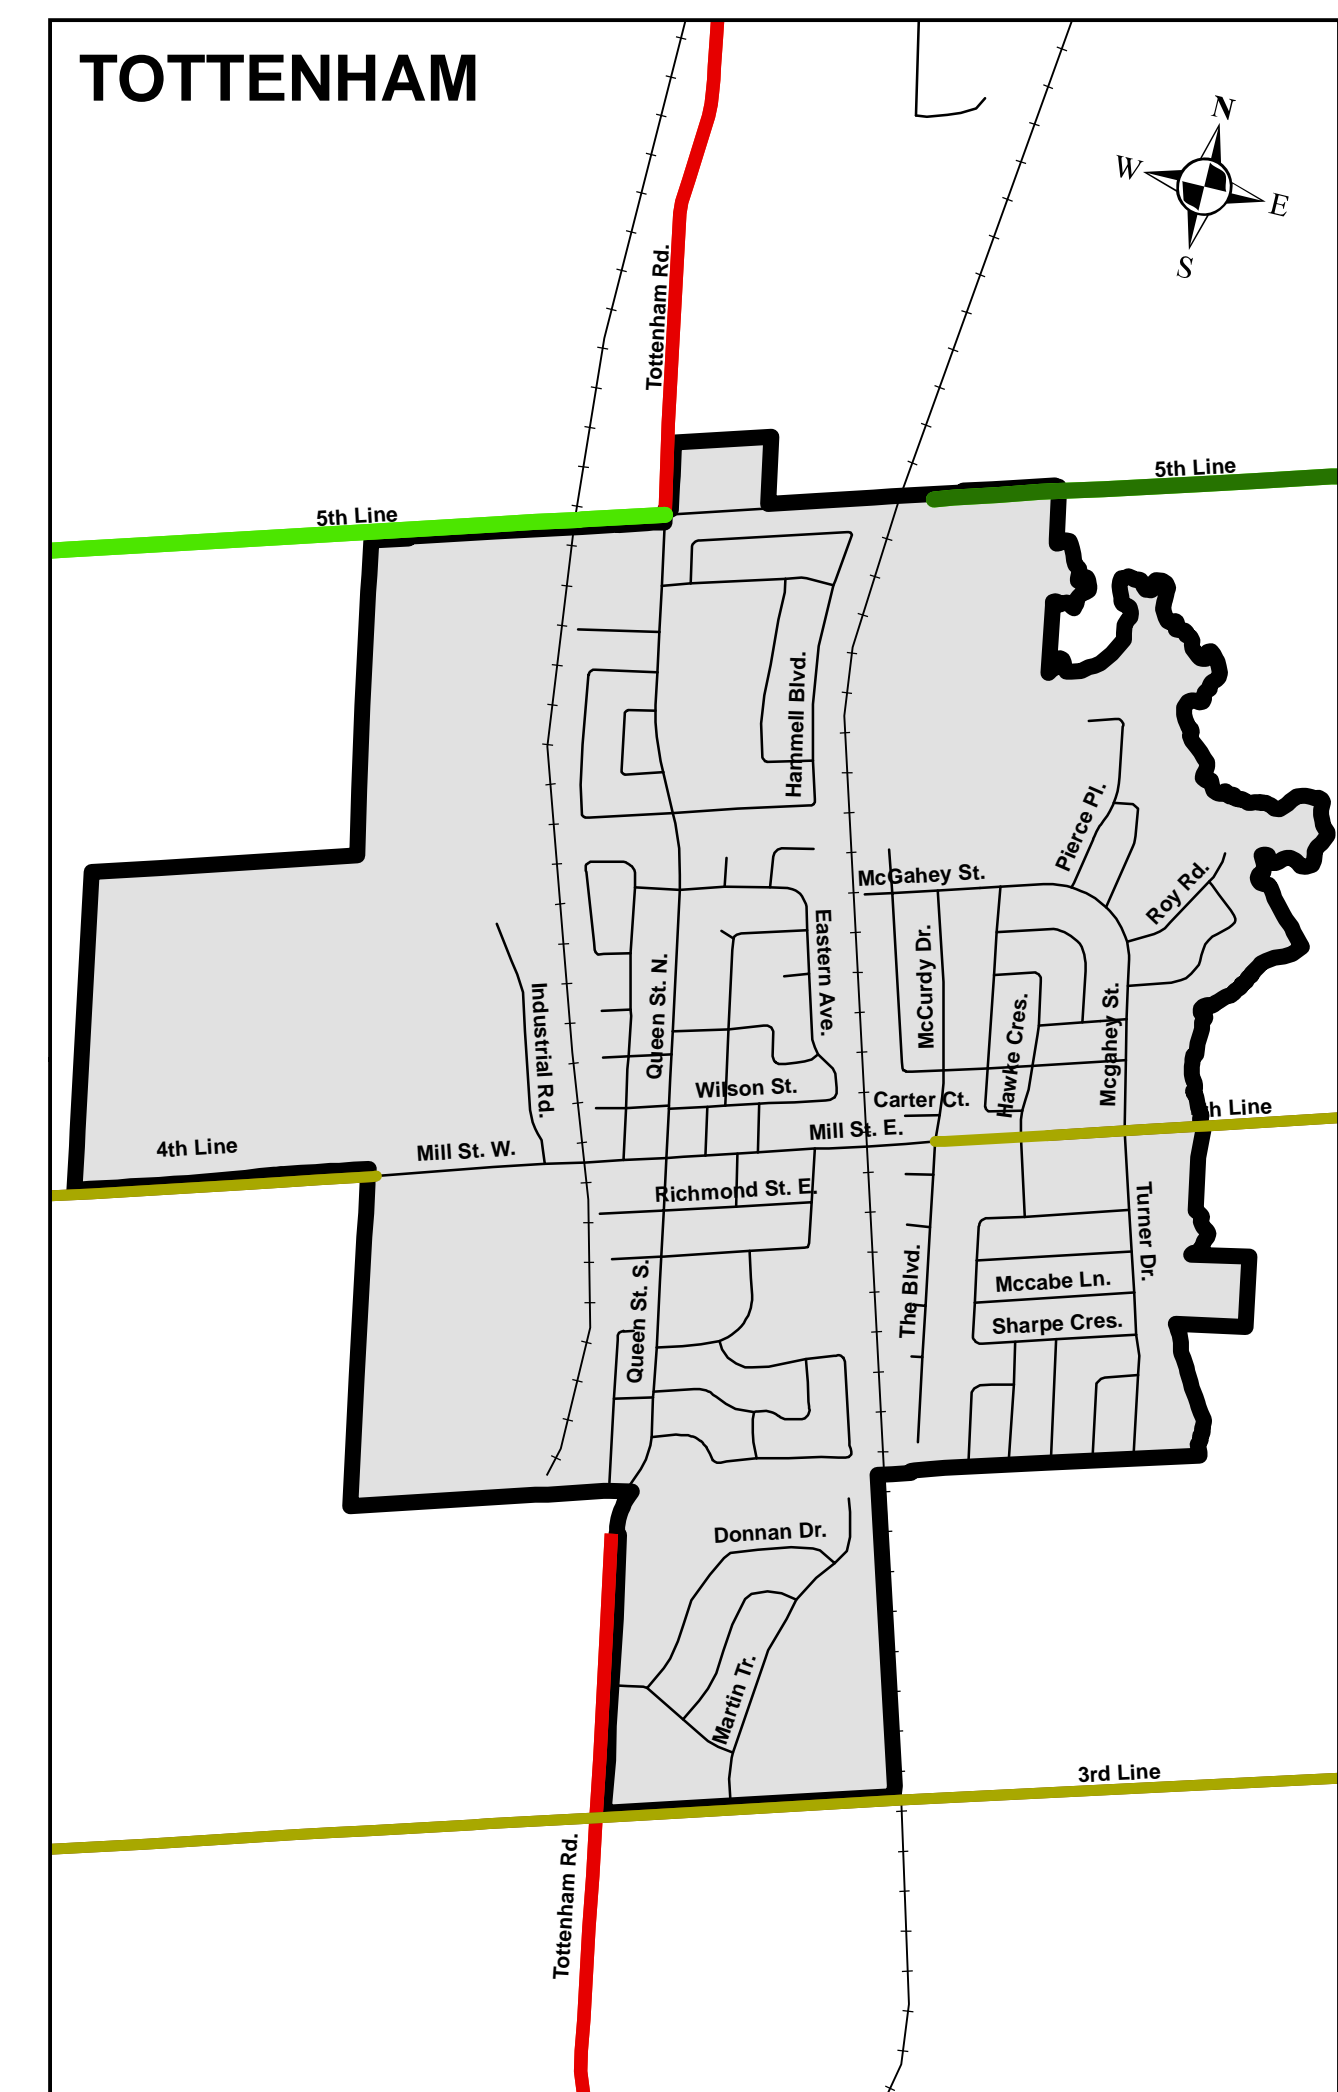 TOTTENHAM
N
W
E
S
Tottenham Rd.
5th Line
5th Line
Hammell Blvd.
Pierce Pl.
McGahey St.
Roy Rd.
Eastern Ave.
McCurdy Dr.
Queen St. N.
Industrial Rd.
Hawke Cres.
Mcgahey St.
Wilson St.
Carter Ct.
h Line
Mill St. E.
4th Line
Mill St. W.
Richmond St. E.
Turner Dr.
The Blvd.
Queen St. S.
Mccabe Ln.
Sharpe Cres.
Donnan Dr.
Martin Tr.
3rd Line
Tottenham Rd.